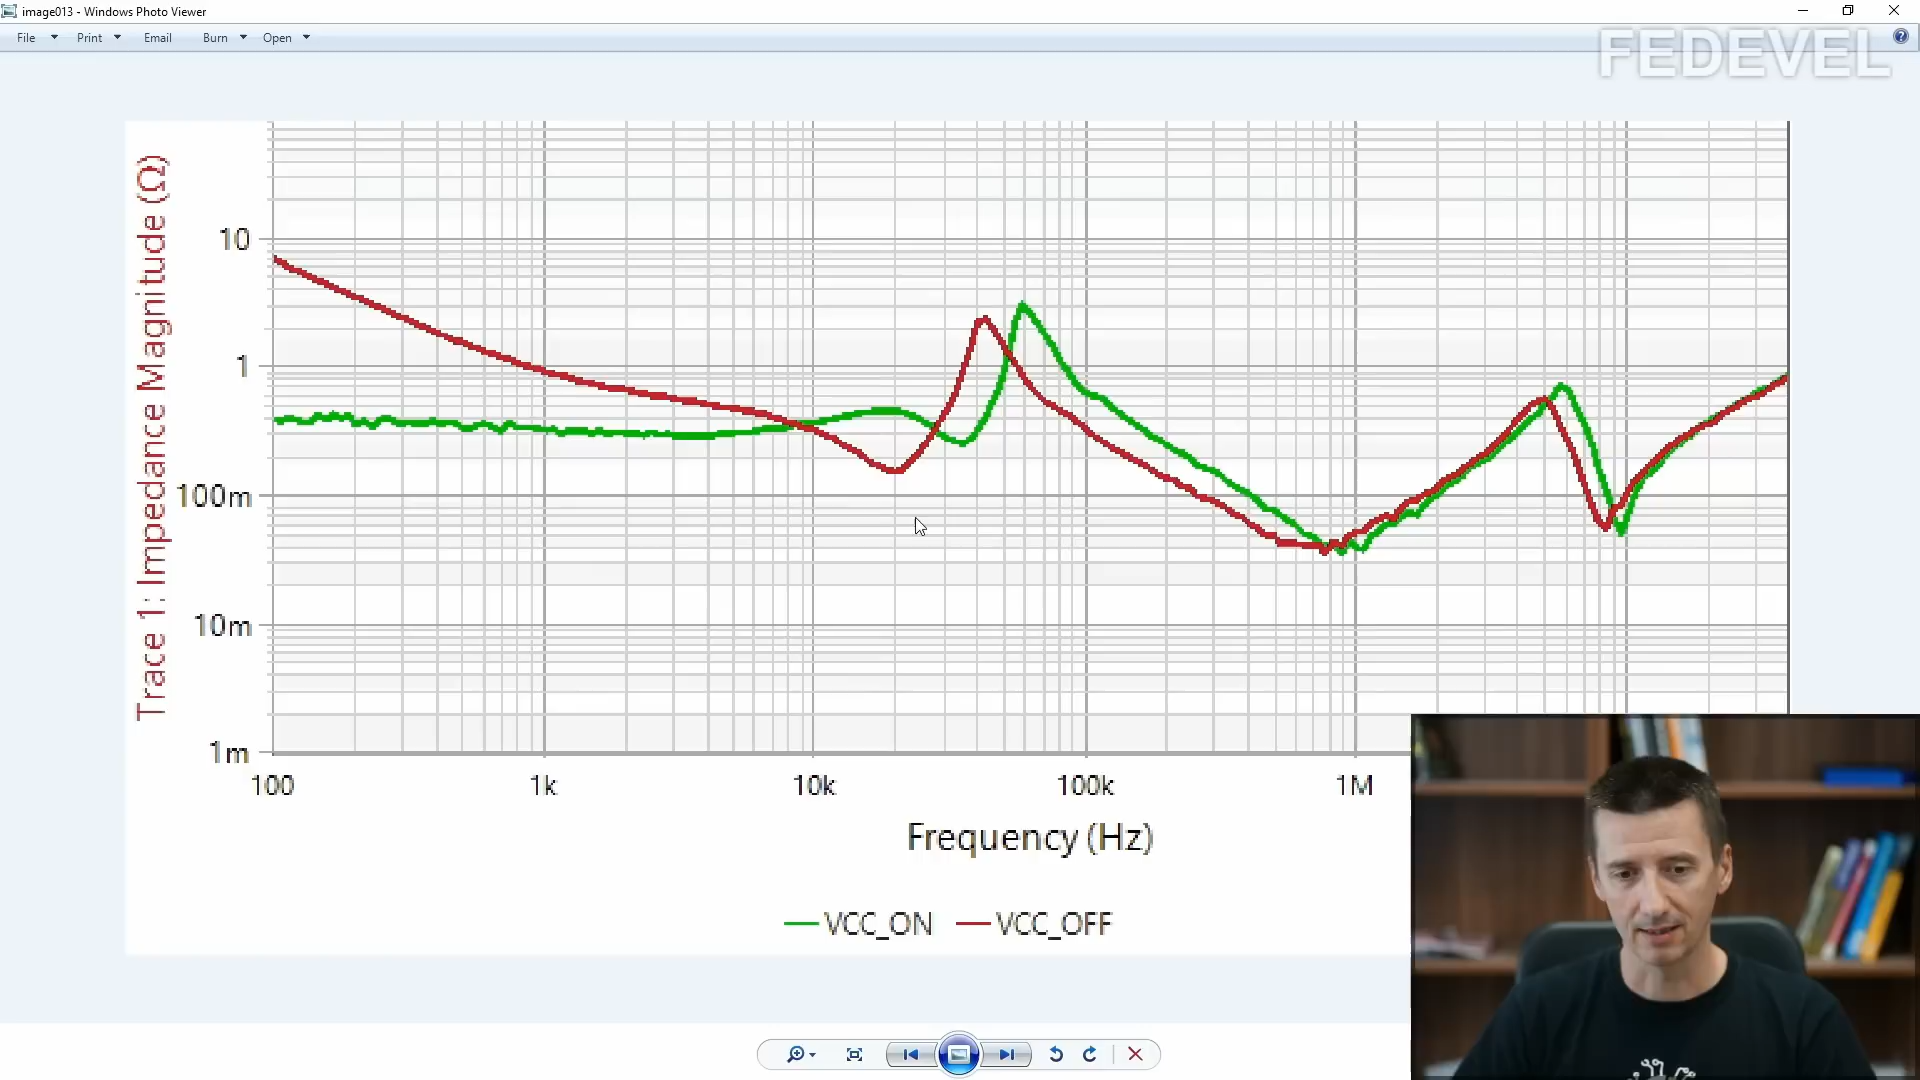 image013 - Windows Photo Viewer
File Print Email Burn Open
FEDEVEL
Trace 1: Impedance Magnitude (Ω)
10
1
100m
10m
1m
100 1k 10k 100k 1M
Frequency (Hz)
VCC_ON VCC_OFF